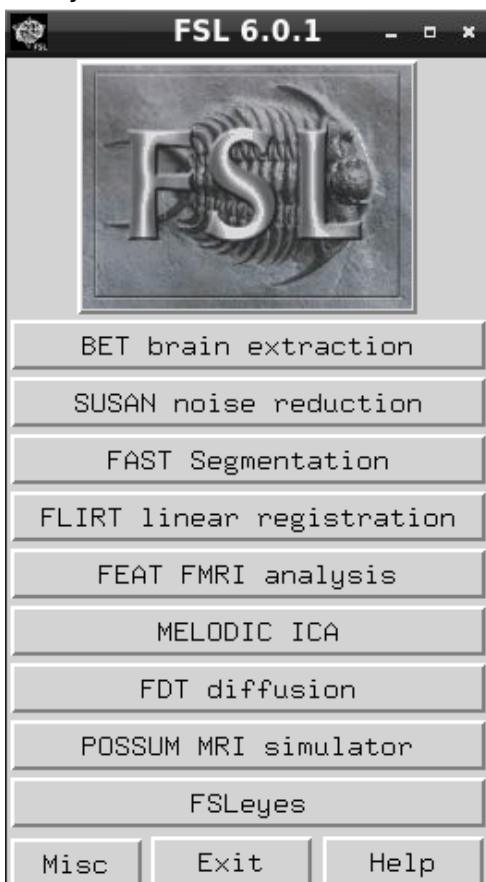 FSL 6.0.1
FSL
BET brain extraction
SUSAN noise reduction
FAST Segmentation
FLIRT linear registration
FEAT FMRI analysis
MELODIC ICA
FDT diffusion
POSSUM MRI simulator
FSLeyes
Misc Exit Help